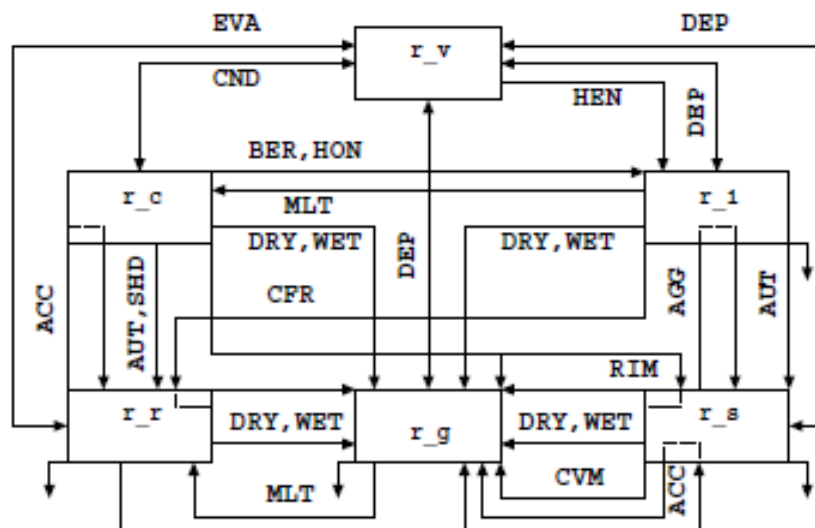 EVA
DEP
r_v
CND
HEN
DEP
BER,HON
r_c
r_i
MLT
DRY,WET
DEP
DRY,WET
ACC
AUT,SHD
CFR
AGG
AUT
RIM
r_r
DRY,WET
r_g
DRY,WET
r_s
MLT
CVM
ACC